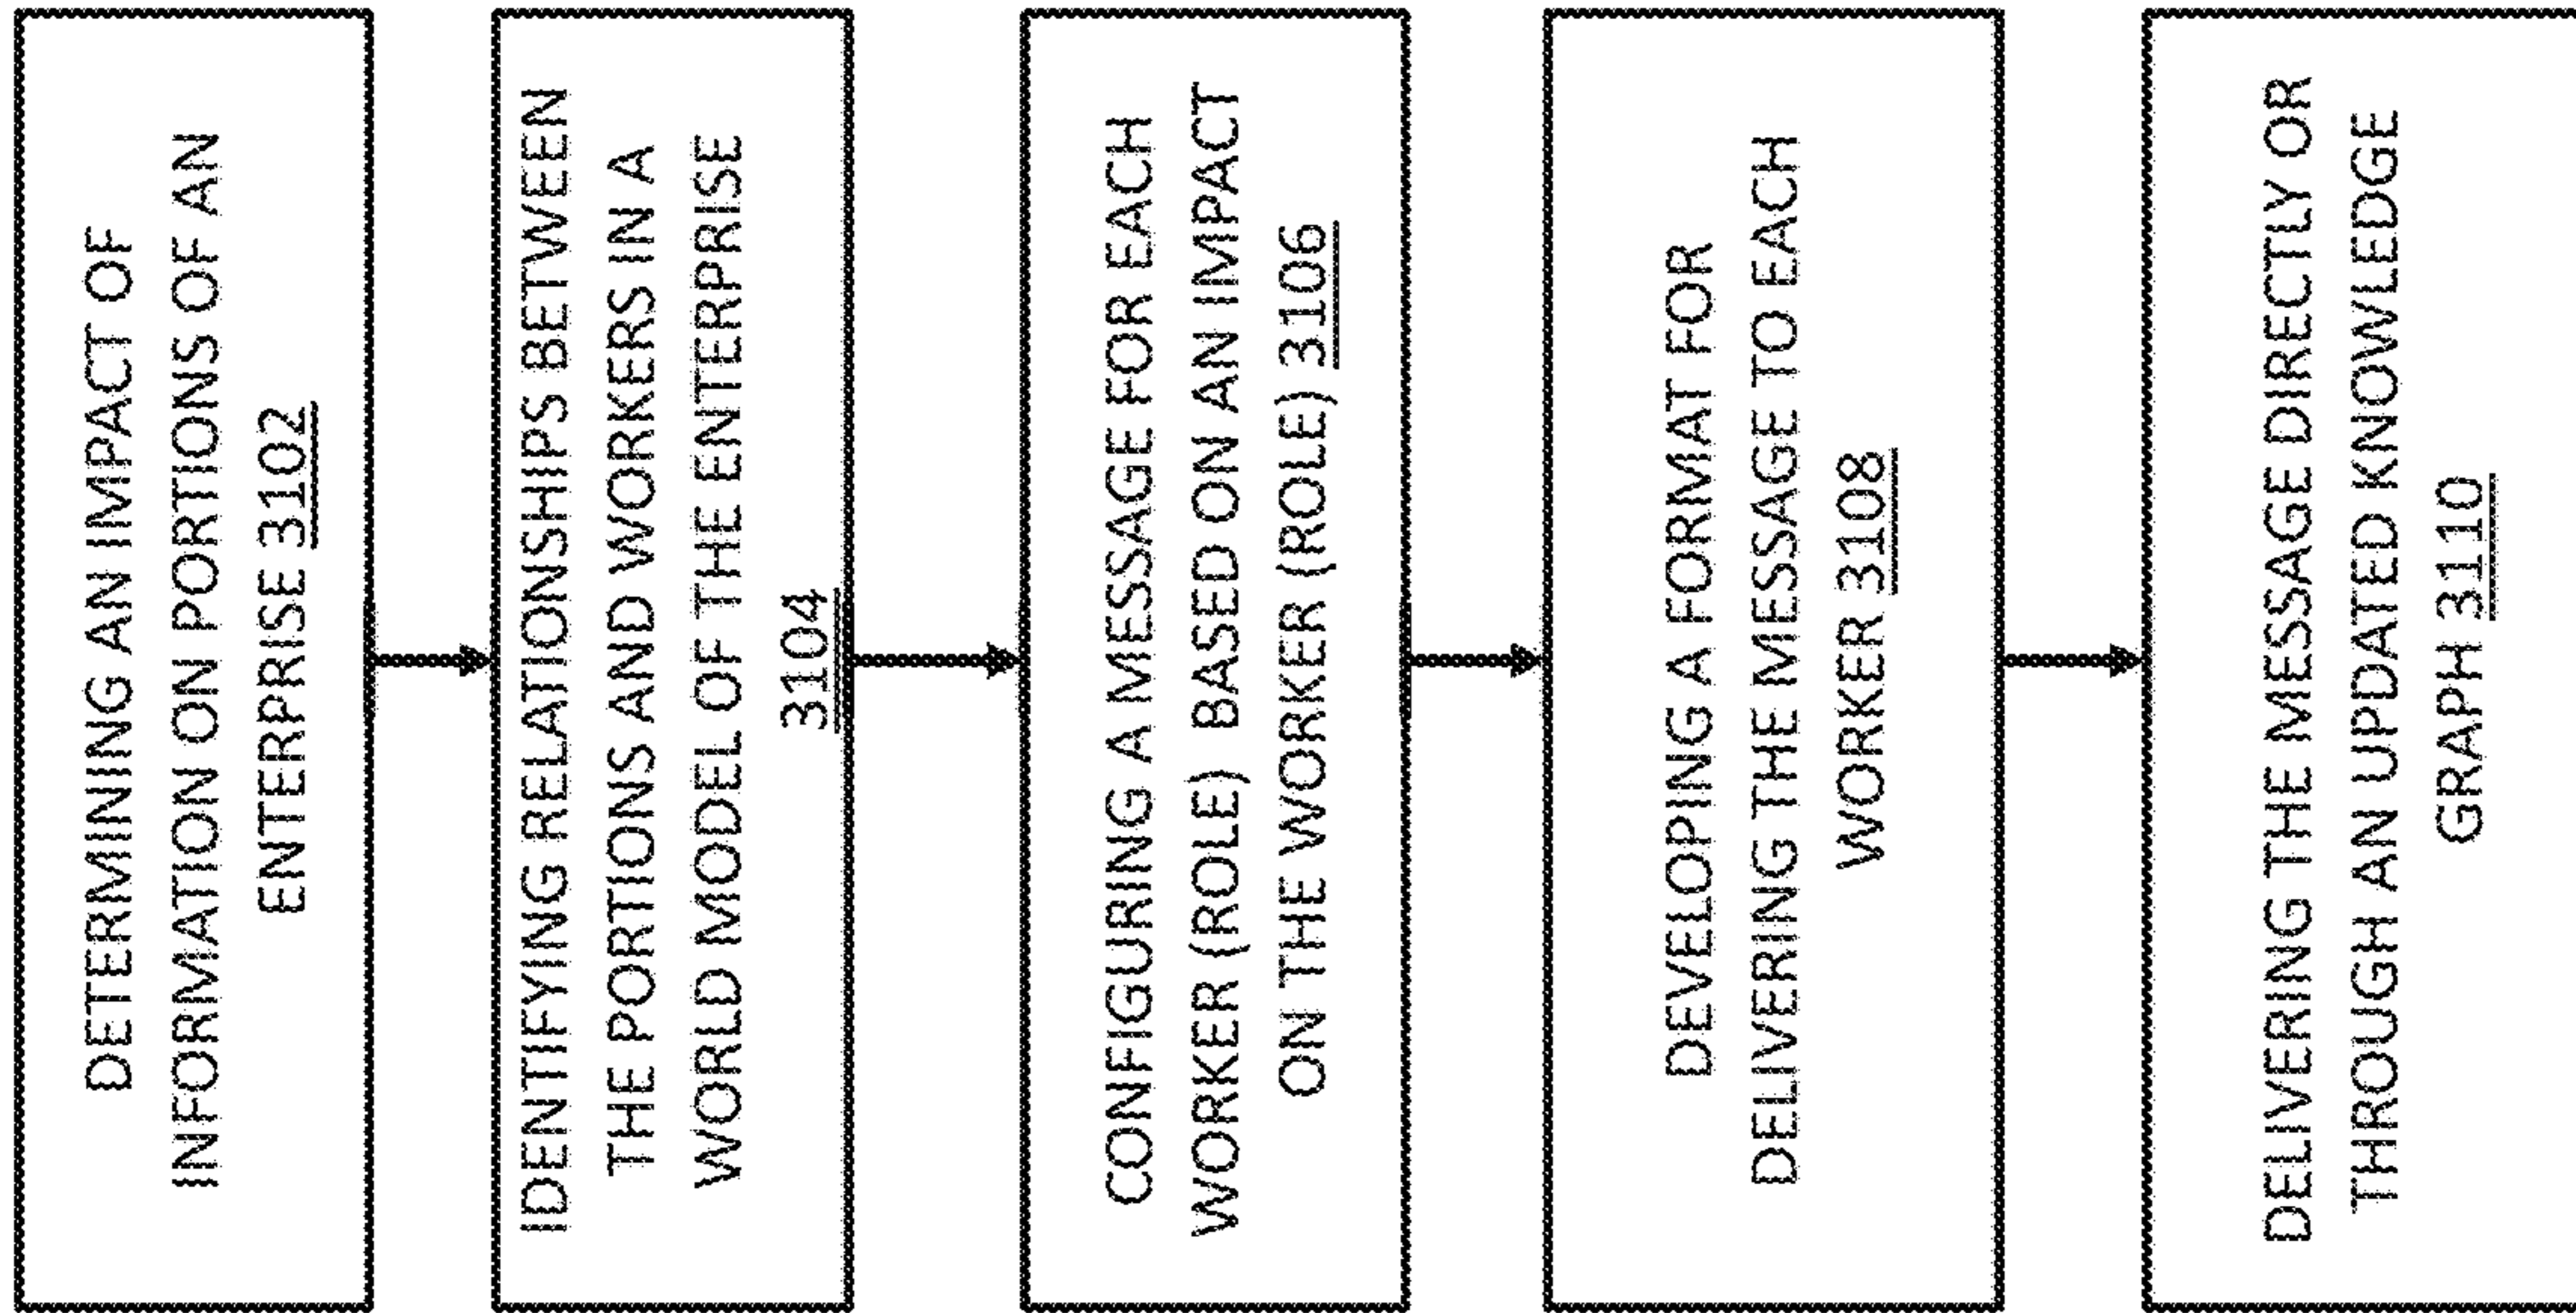 DETERMINING AN IMPACT OF
INFORMATION ON PORTIONS OF AN
ENTERPRISE 3102
IDENTIFYING RELATIONSHIPS BETWEEN
THE PORTIONS AND WORKERS IN A
WORLD MODEL OF THE ENTERPRISE
3104
CONFIGURING A MESSAGE FOR EACH
WORKER (ROLE) BASED ON AN IMPACT
ON THE WORKER (ROLE) 3106
DEVELOPING A FORMAT FOR
DELIVERING THE MESSAGE TO EACH
WORKER 3108
DELIVERING THE MESSAGE DIRECTLY OR
THROUGH AN UPDATED KNOWLEDGE
GRAPH 3110